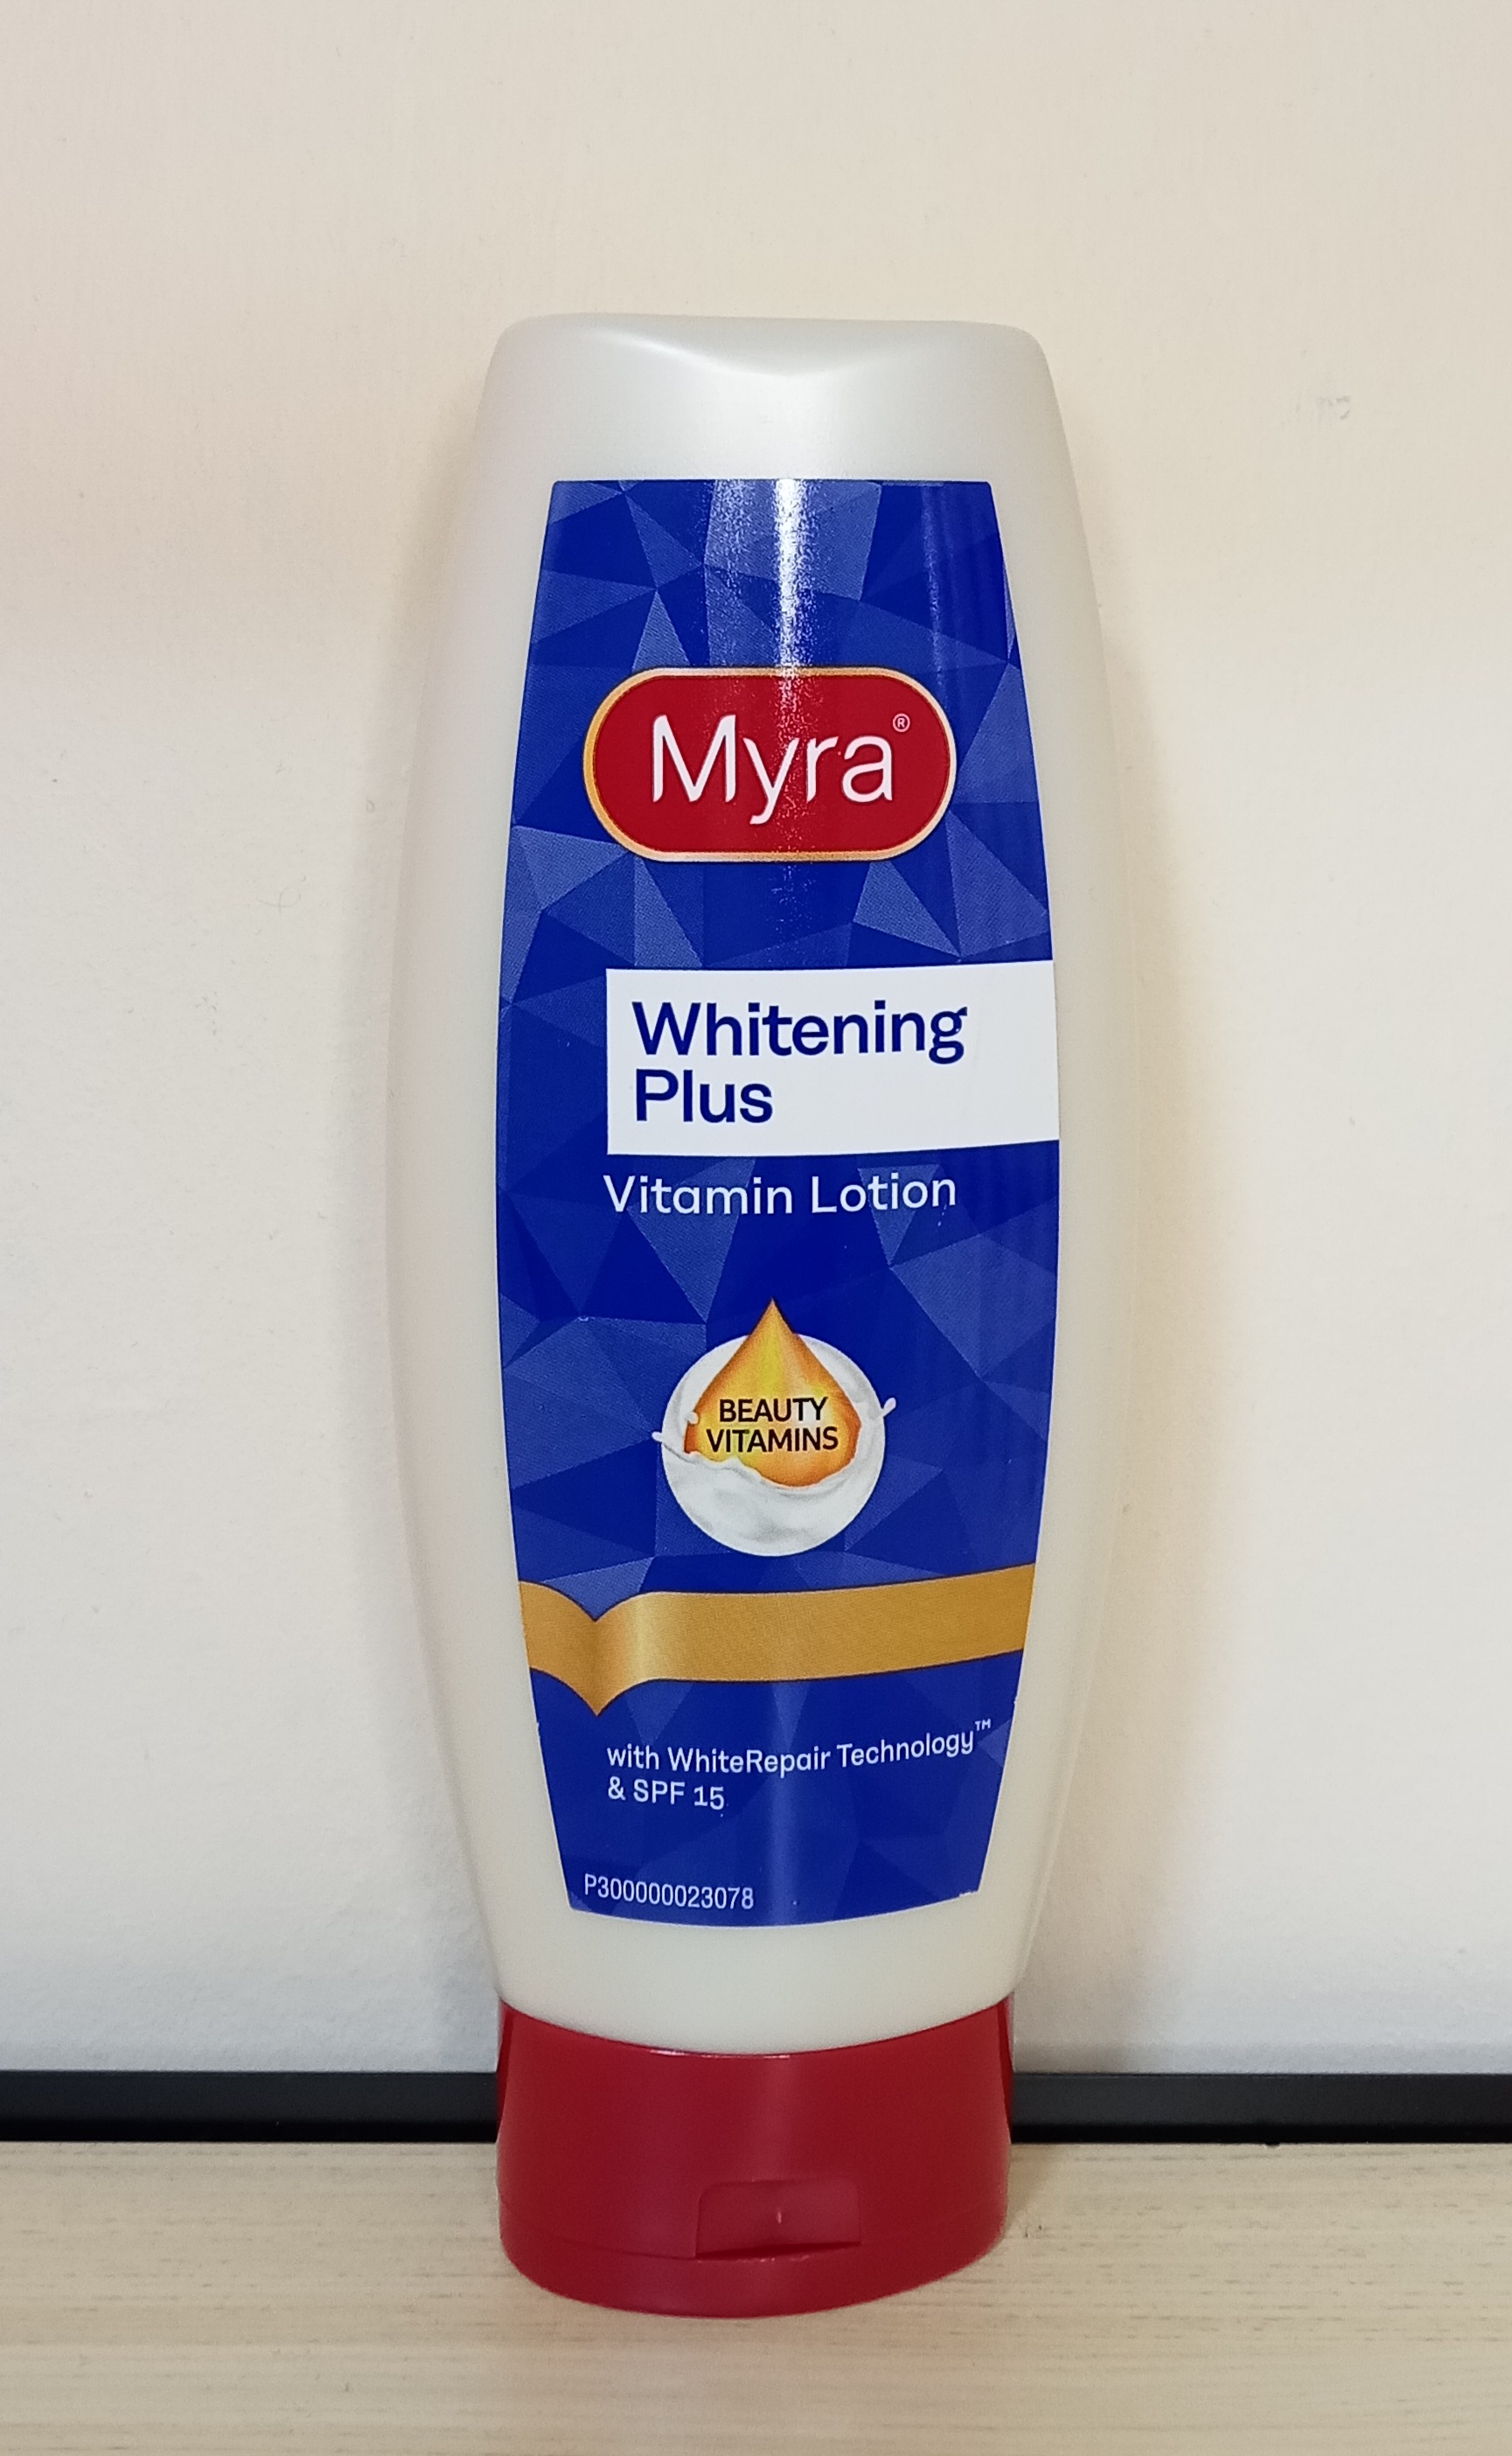 Myra®
Whitening
Plus
Vitamin Lotion
BEAUTY
VITAMINS
with WhiteRepair Technology™
& SPF 15
P300000023078